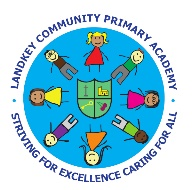 LANDKEY COMMUNITY PRIMARY ACADEMY
STRIVING FOR EXCELLENCE CARING FOR ALL